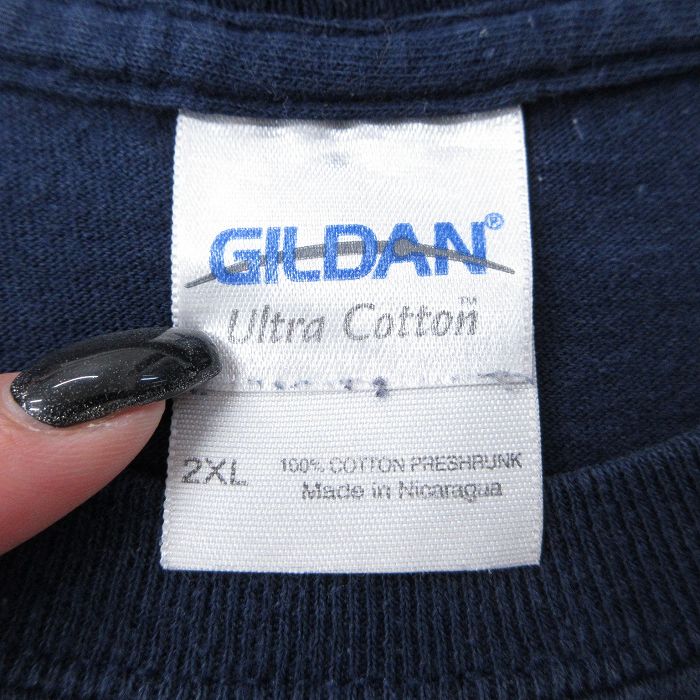 GILDAN®
Ultra Cotton™
2XL 100% COTTON PRESHRUNK
Made in Nicaragua